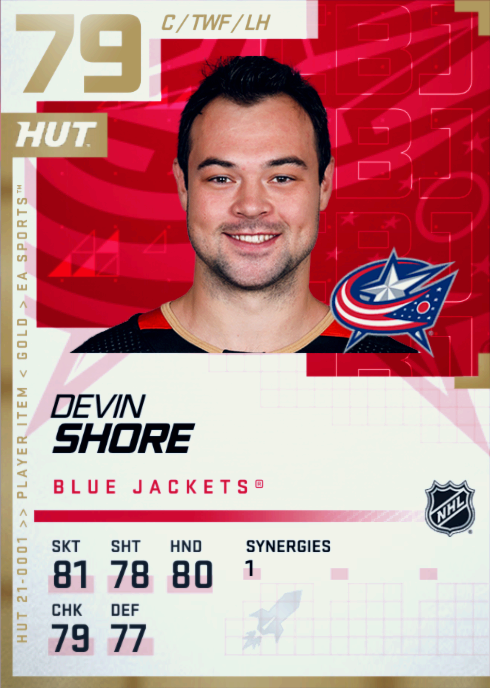 79
C / TWF / LH
HUT
CBJ
HUT 21-0001 >> PLAYER ITEM < GOLD > EA SPORTS™
DEVIN
SHORE
BLUE JACKETS®
NHL
SKT SHT HND SYNERGIES
81 78 80 1
CHK DEF
79 77